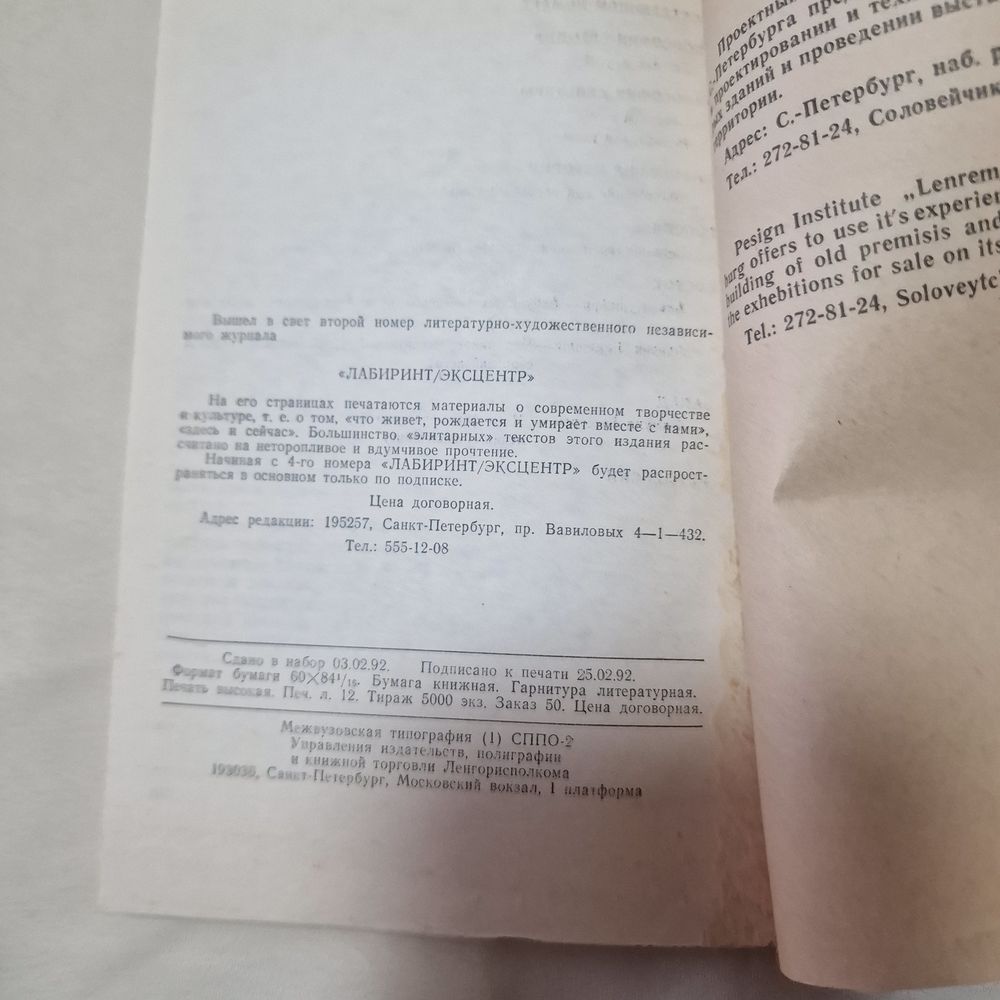 Вышел в свет второй номер литературно-художественного независи-
мого журнала
«ЛАБИРИНТ/ЭКСЦЕНТР»
На его страницах печатаются материалы о современном творчестве
и культуре, т. е. о том, «что живет, рождается и умирает вместе с нами»,
«здесь и сейчас». Большинство «элитарных» текстов этого издания рас-
считано на неторопливое и вдумчивое прочтение.
Начиная с 4-го номера «ЛАБИРИНТ/ЭКСЦЕНТР» будет распрост-
раняться в основном только по подписке.
Цена договорная.
Адрес редакции: 195257, Санкт-Петербург, пр. Вавиловых 4—1—432.
Тел.: 555-12-08
Сдано в набор 03.02.92. Подписано к печати 25.02.92.
Формат бумаги 60×84¹/₁₆. Бумага книжная. Гарнитура литературная.
Печать высокая. Печ. л. 12. Тираж 5000 экз. Заказ 50. Цена договорная.
Межвузовская типография (1) СППО-2
Управления издательств, полиграфии
и книжной торговли Ленгорисполкома
193036, Санкт-Петербург, Московский вокзал, 1 платформа
Проектный
С.-Петербурга
проектировании и
зданий и проведении
территории.
Адрес: С.-Петербург, наб.
Тел.: 272-81-24, Соловейчик
Pesign Institute „Lenrem
burg offers to use it's experien
building of old premisis and
the exhebitions for sale on its
Tel.: 272-81-24, Soloveytc